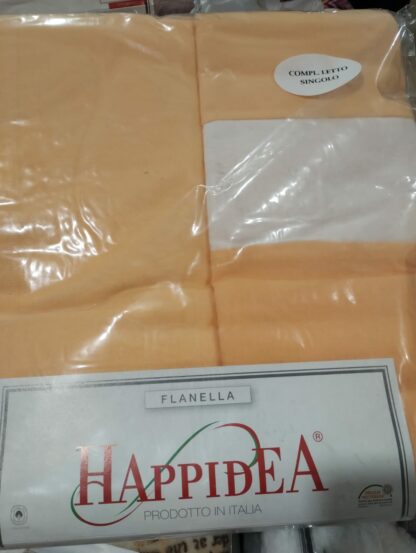 COMPL. LETTO
SINGOLO
FLANELLA
HAPPIDEA®
PRODOTTO IN ITALIA